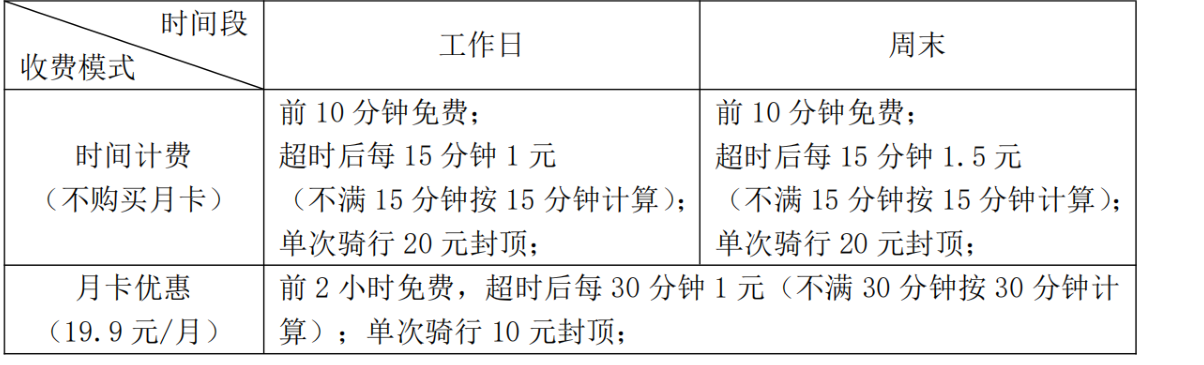 时间段
收费模式
工作日
周末
时间计费
（不购买月卡）
前 10 分钟免费；
超时后每 15 分钟 1 元
（不满 15 分钟按 15 分钟计算）；
单次骑行 20 元封顶；
前 10 分钟免费；
超时后每 15 分钟 1.5 元
（不满 15 分钟按 15 分钟计算）；
单次骑行 20 元封顶；
月卡优惠
（19.9 元/月）
前 2 小时免费，超时后每 30 分钟 1 元（不满 30 分钟按 30 分钟计
算）；单次骑行 10 元封顶；